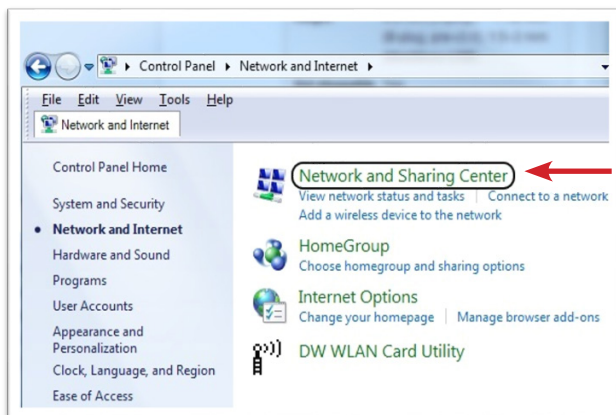 Control Panel Network and Internet
File Edit View Tools Help
Network and Internet
Control Panel Home
System and Security
Network and Internet
Hardware and Sound
Programs
User Accounts
Appearance and
Personalization
Clock, Language, and Region
Ease of Access
Network and Sharing Center
View network status and tasks Connect to a network
Add a wireless device to the network
HomeGroup
Choose homegroup and sharing options
Internet Options
Change your homepage Manage browser add-ons
DW WLAN Card Utility